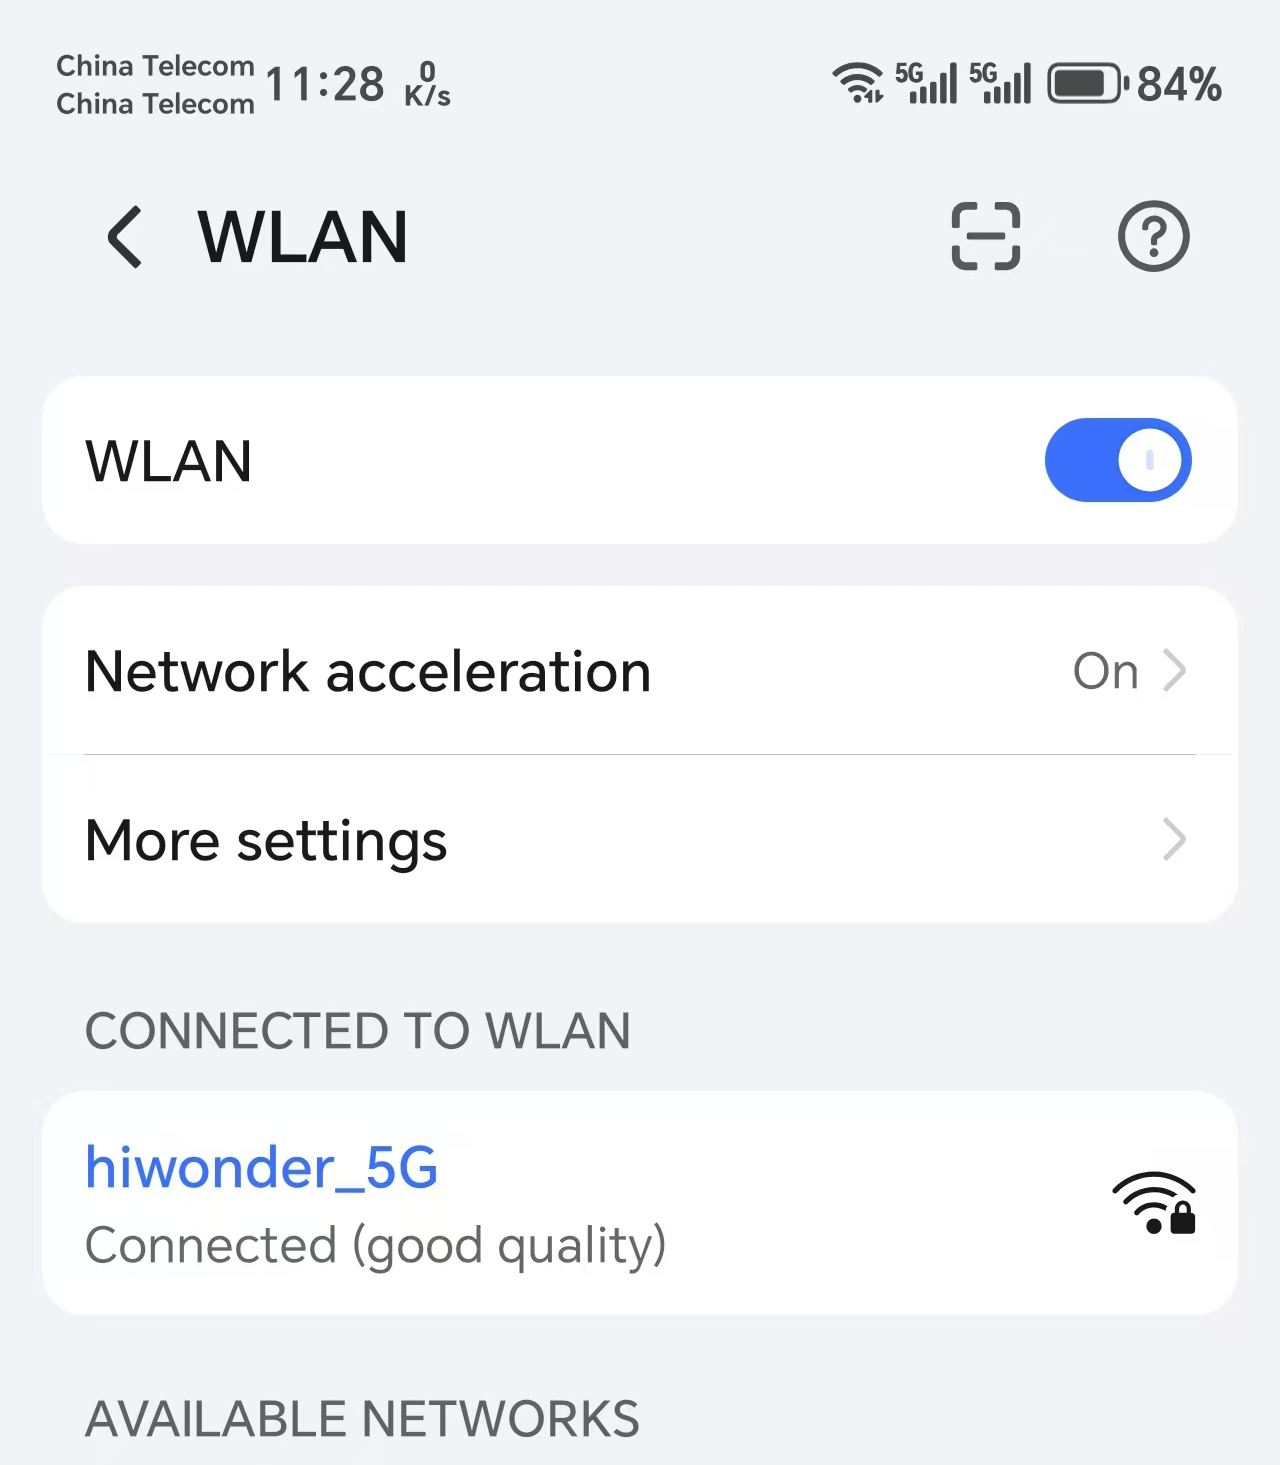 China Telecom
China Telecom
11:28
0
K/s
5G
5G
84%
WLAN
WLAN
Network acceleration
On
More settings
CONNECTED TO WLAN
hiwonder_5G
Connected (good quality)
AVAILABLE NETWORKS